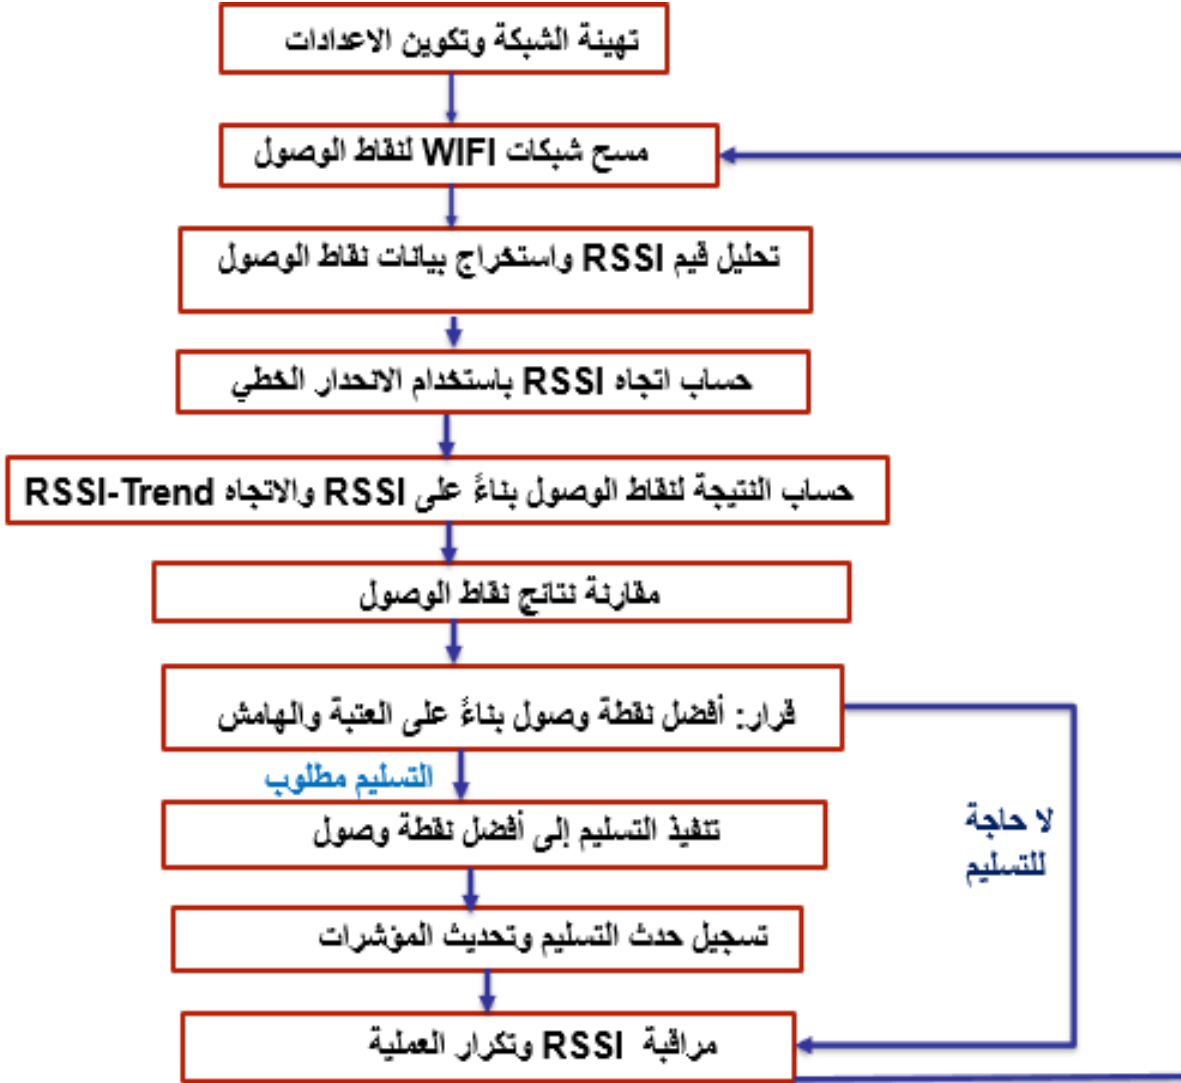 تهيئة الشبكة وتكوين الاعدادات
مسح شبكات WIFI لنقاط الوصول
تحليل قيم RSSI واستخراج بيانات نقاط الوصول
حساب اتجاه RSSI باستخدام الانحدار الخطي
حساب النتيجة لنقاط الوصول بناءً على RSSI والاتجاه RSSI-Trend
مقارنة نتائج نقاط الوصول
قرار: أفضل نقطة وصول بناءً على العتبة والهامش
التسليم مطلوب
تنفيذ التسليم إلى أفضل نقطة وصول
لا حاجة
للتسليم
تسجيل حدث التسليم وتحديث المؤشرات
مراقبة RSSI وتكرار العملية